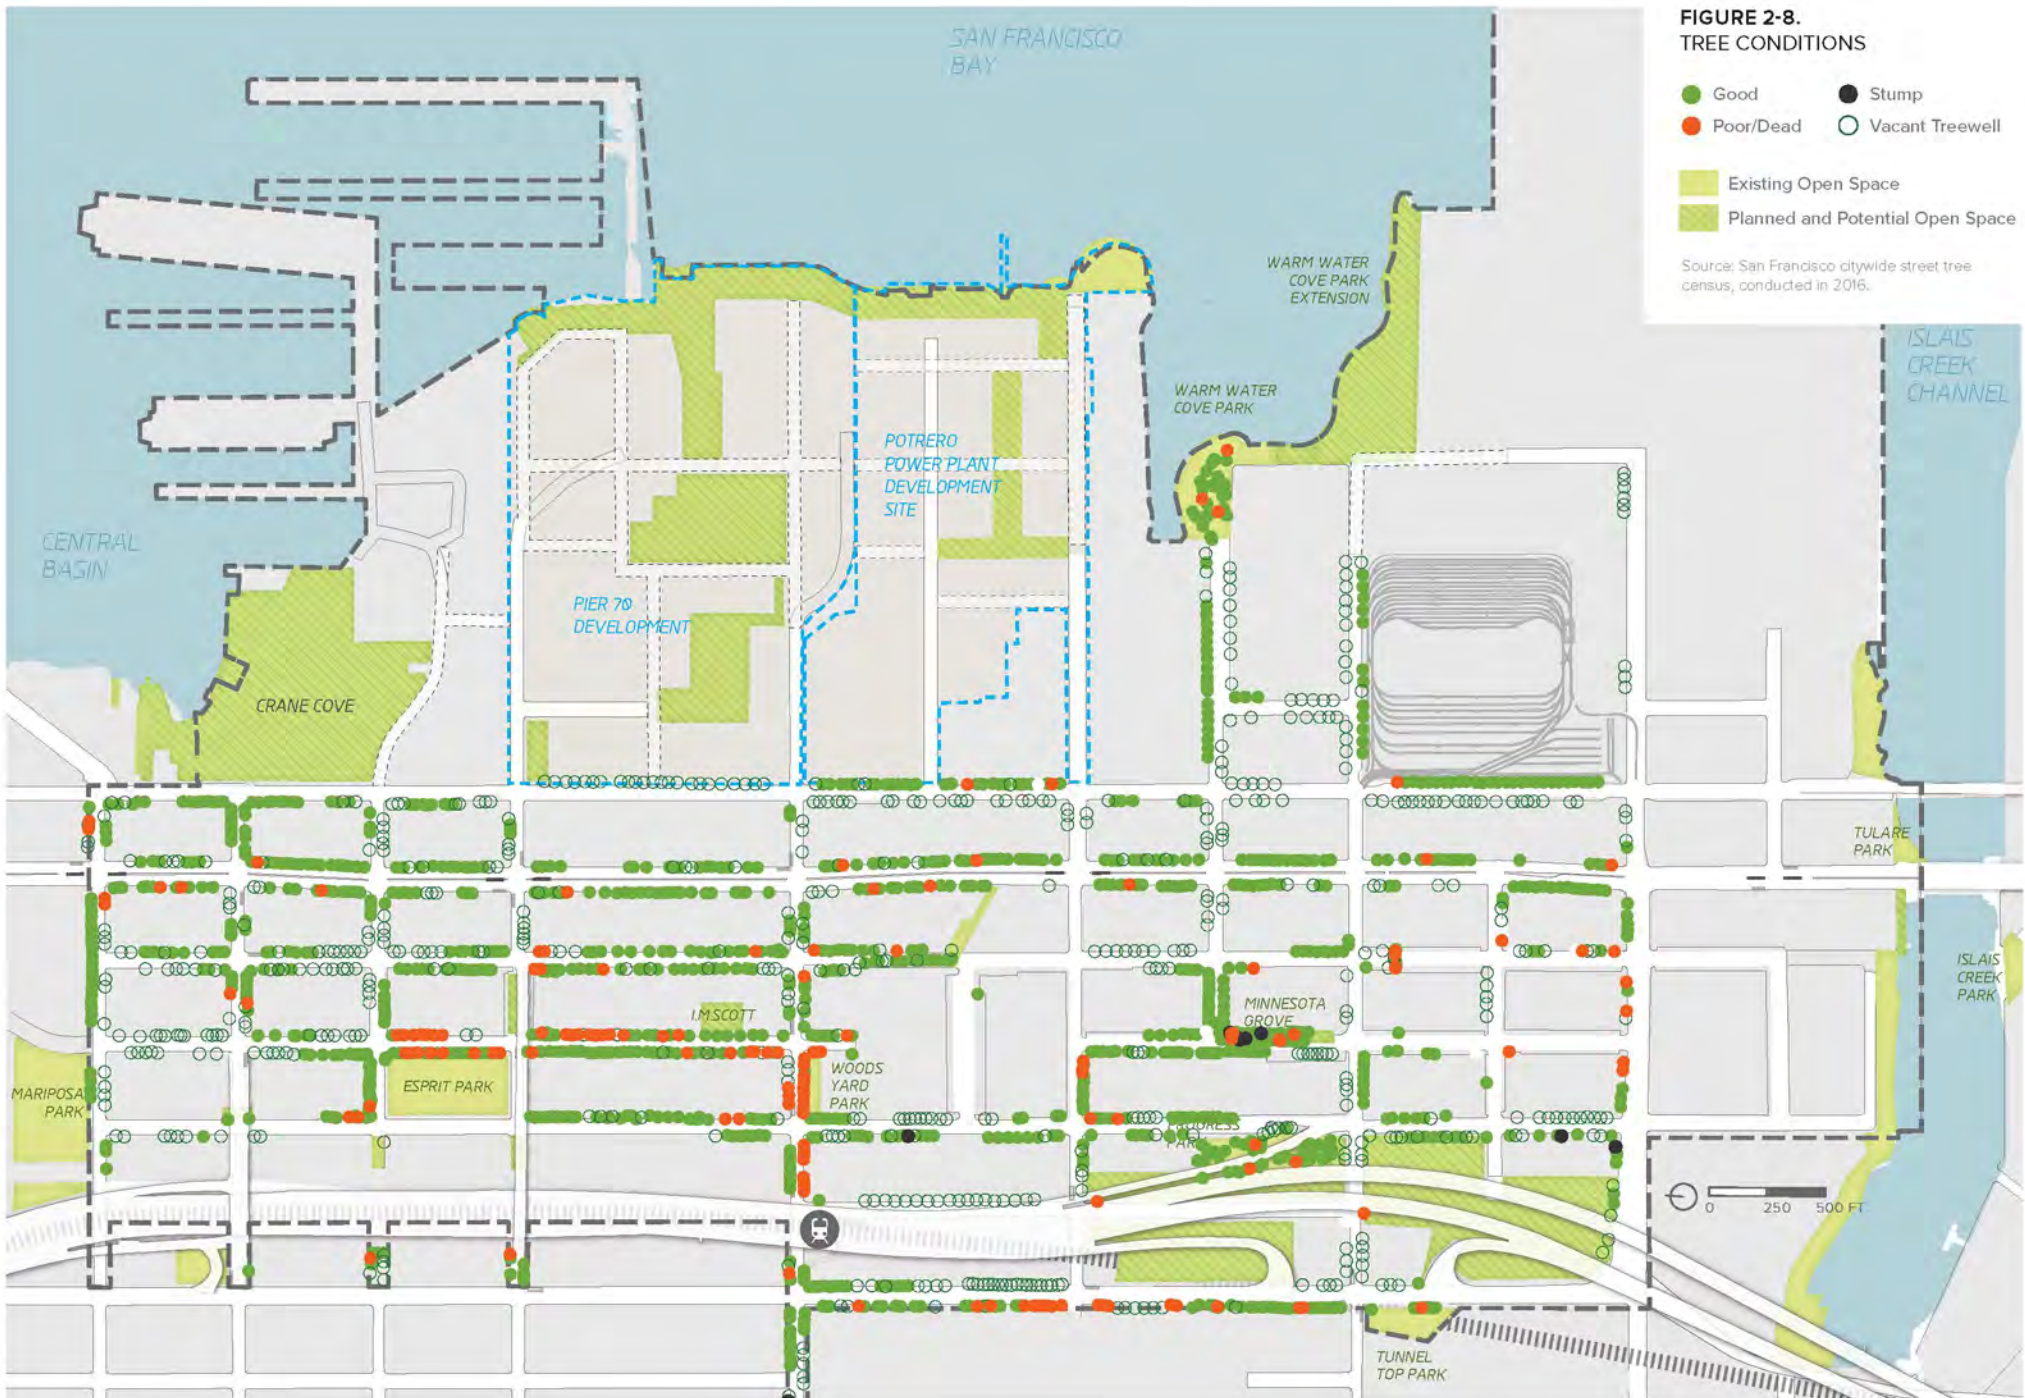 FIGURE 2-8.
TREE CONDITIONS
Good
Stump
Poor/Dead
Vacant Treewell
Existing Open Space
Planned and Potential Open Space
Source: San Francisco citywide street tree
census, conducted in 2016.
SAN FRANCISCO
BAY
WARM WATER
COVE PARK
EXTENSION
ISLAIS
CREEK
CHANNEL
WARM WATER
COVE PARK
POTRERO
POWER PLANT
DEVELOPMENT
SITE
CENTRAL
BASIN
PIER 70
DEVELOPMENT
CRANE COVE
TULARE
PARK
ISLAIS
CREEK
PARK
I.M.SCOTT
MINNESOTA
GROVE
MARIPOSA
PARK
ESPRIT PARK
WOODS
YARD
PARK
PROGRESS
PARK
0
250
500 FT
TUNNEL
TOP PARK